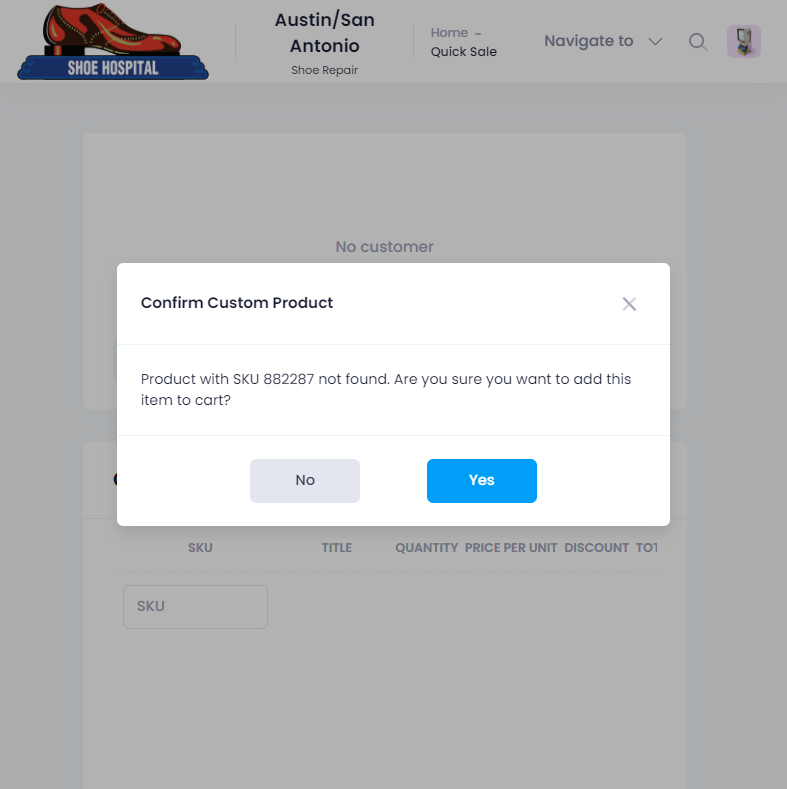 SHOE HOSPITAL
Austin/San
Antonio
Shoe Repair
Home -
Quick Sale
Navigate to
No customer
Confirm Custom Product
Product with SKU 882287 not found. Are you sure you want to add this
item to cart?
No
Yes
SKU TITLE QUANTITY PRICE PER UNIT DISCOUNT
SKU